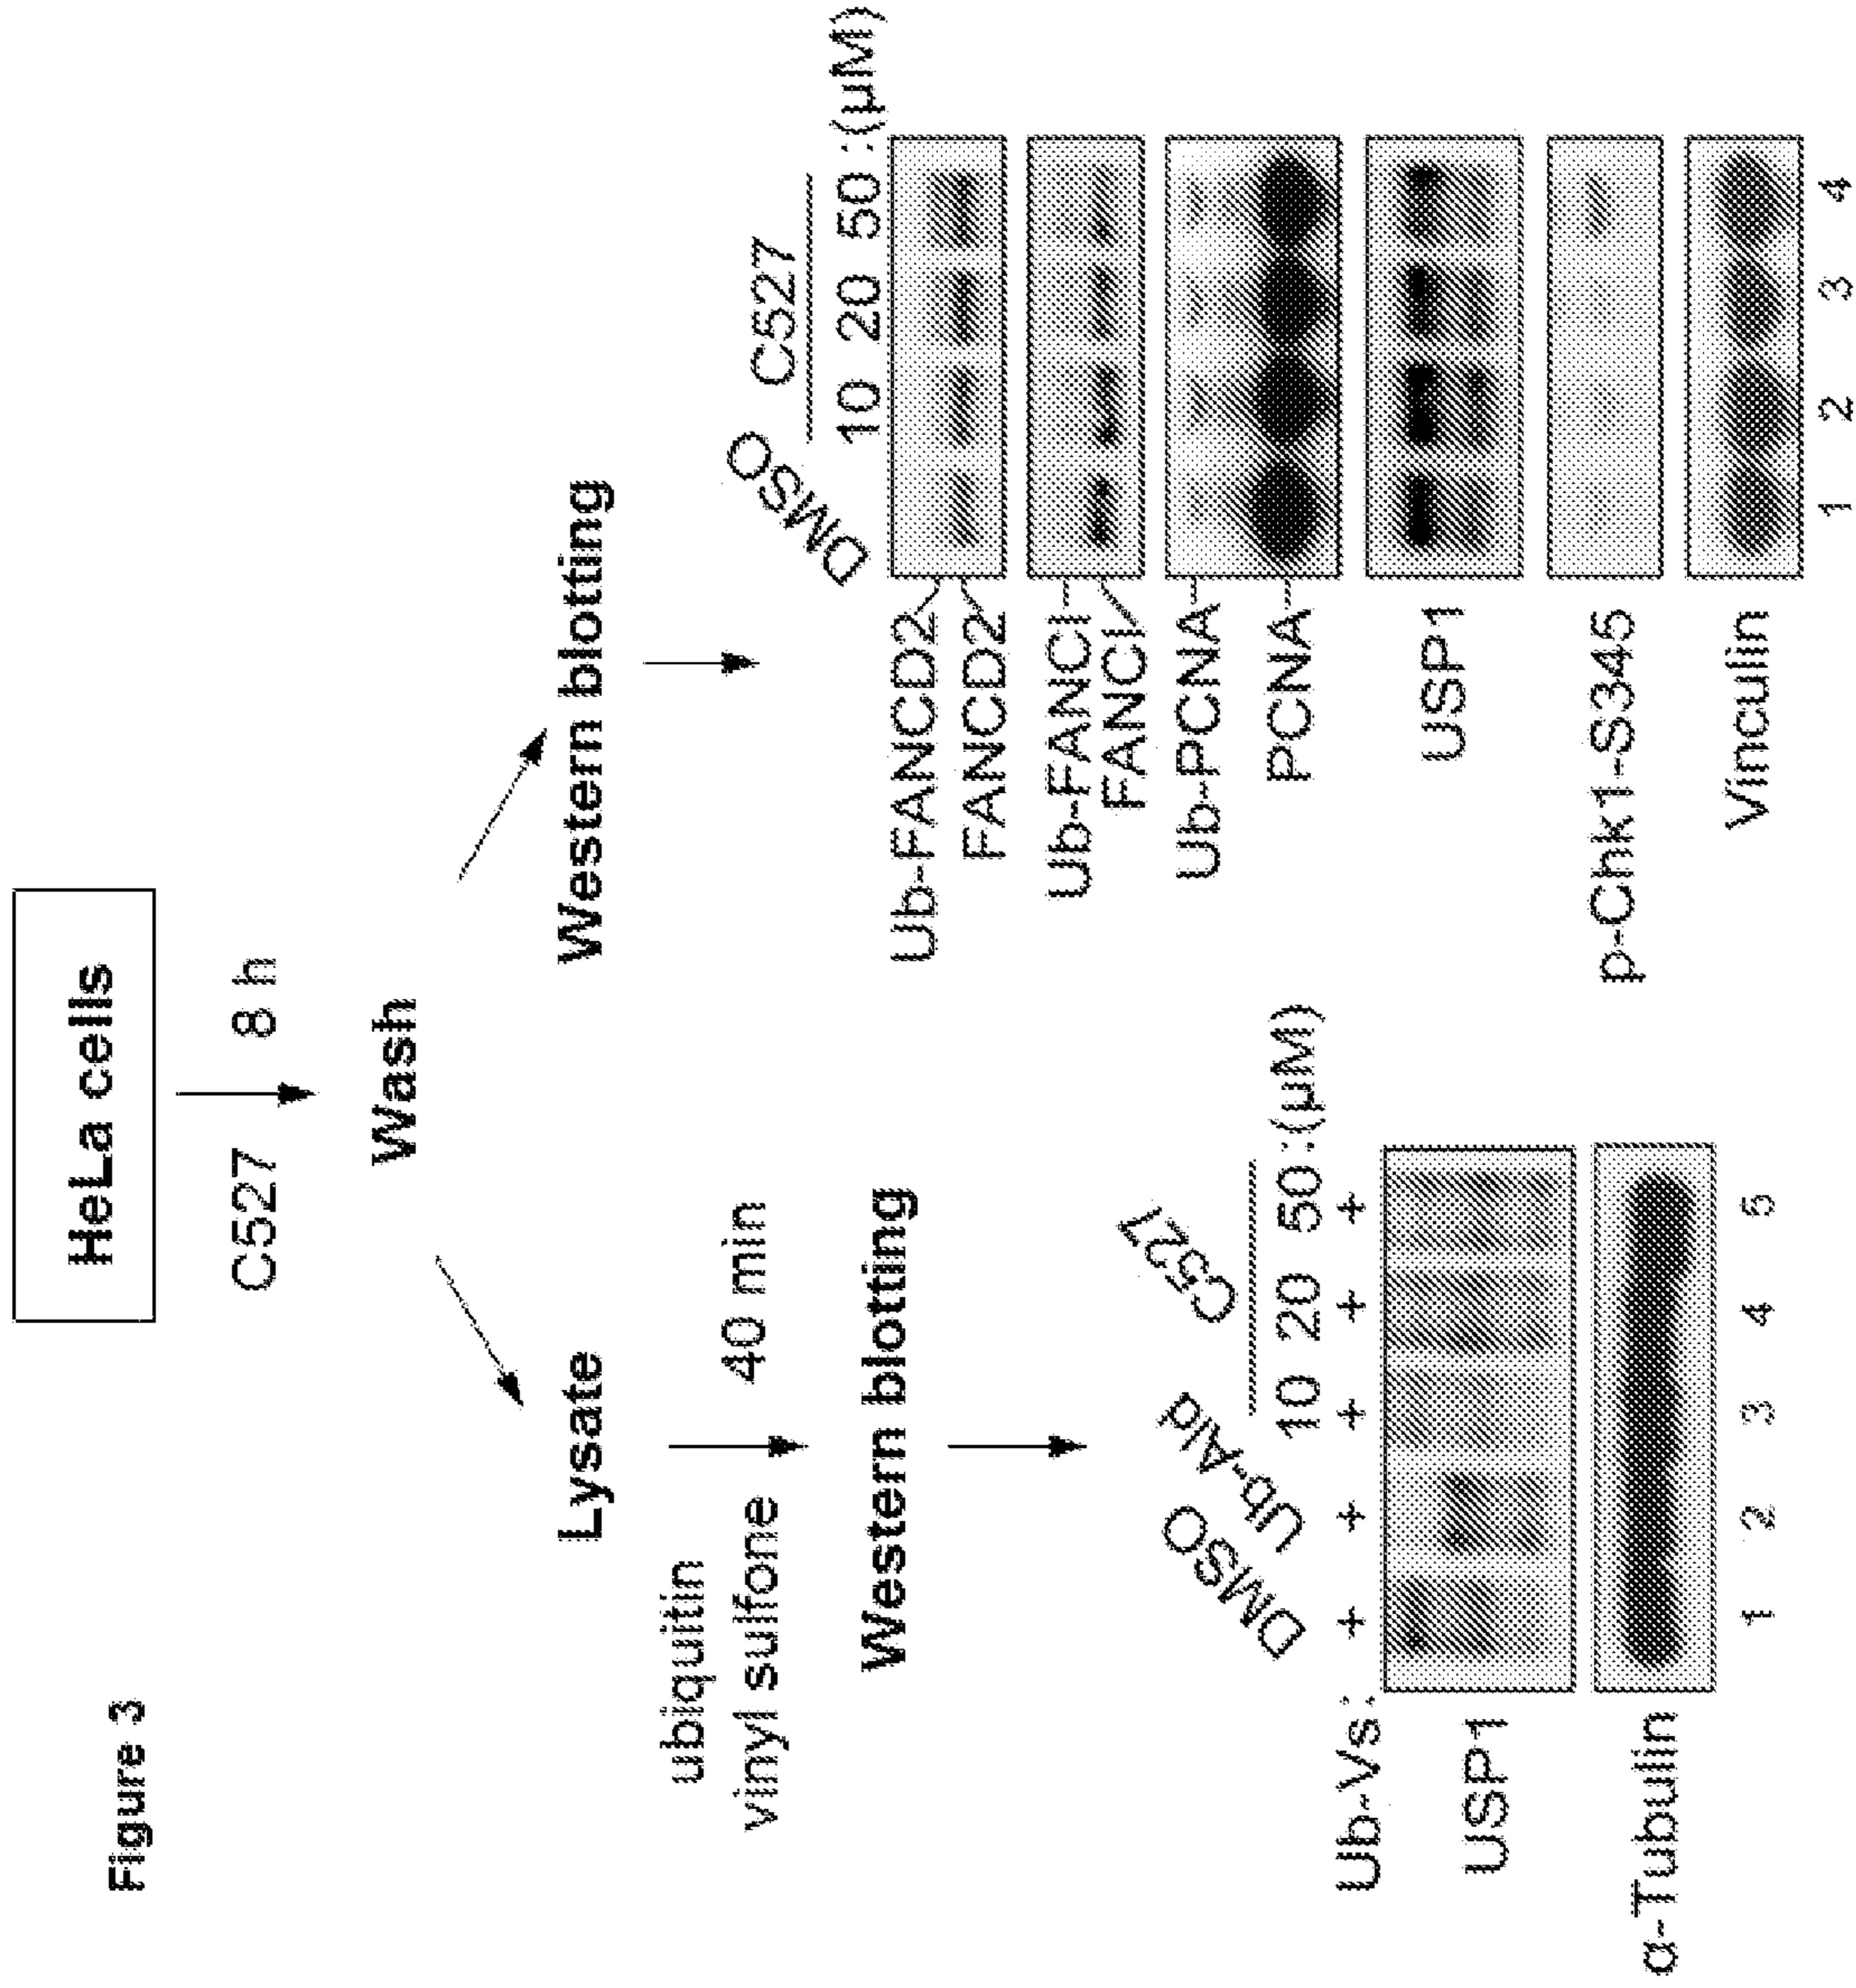 Figure 3
HeLa cells
C527 8 h
Wash
Lysate
ubiquitin
vinyl sulfone 40 min
Western blotting
DMSO Ub-Ald C527
10 20 50 :(µM)
Ub-Vs: + + + + +
USP1
α-Tubulin
1 2 3 4 5
Western blotting
DMSO C527
10 20 50 :(µM)
Ub-FANCD2
FANCD2
Ub-FANCI
FANCI
Ub-PCNA
PCNA
USP1
p-Chk1-S345
Vinculin
1 2 3 4